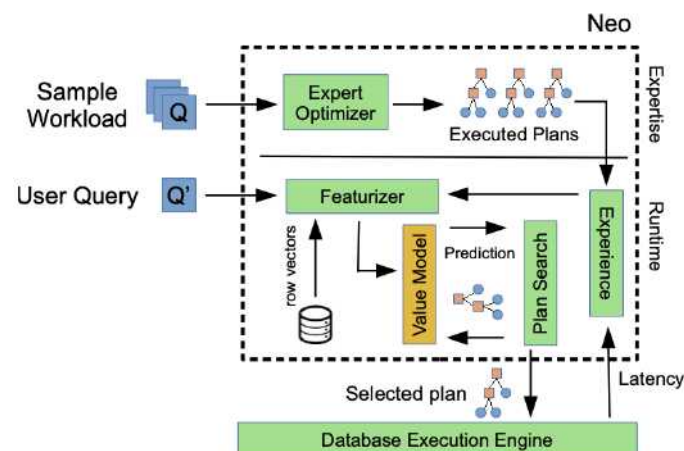 Neo
Sample
Workload
Q
Expert
Optimizer
Executed Plans
Expertise
User Query
Q'
Featurizer
Runtime
row vectors
Value Model
Prediction
Plan Search
Experience
Selected plan
Latency
Database Execution Engine